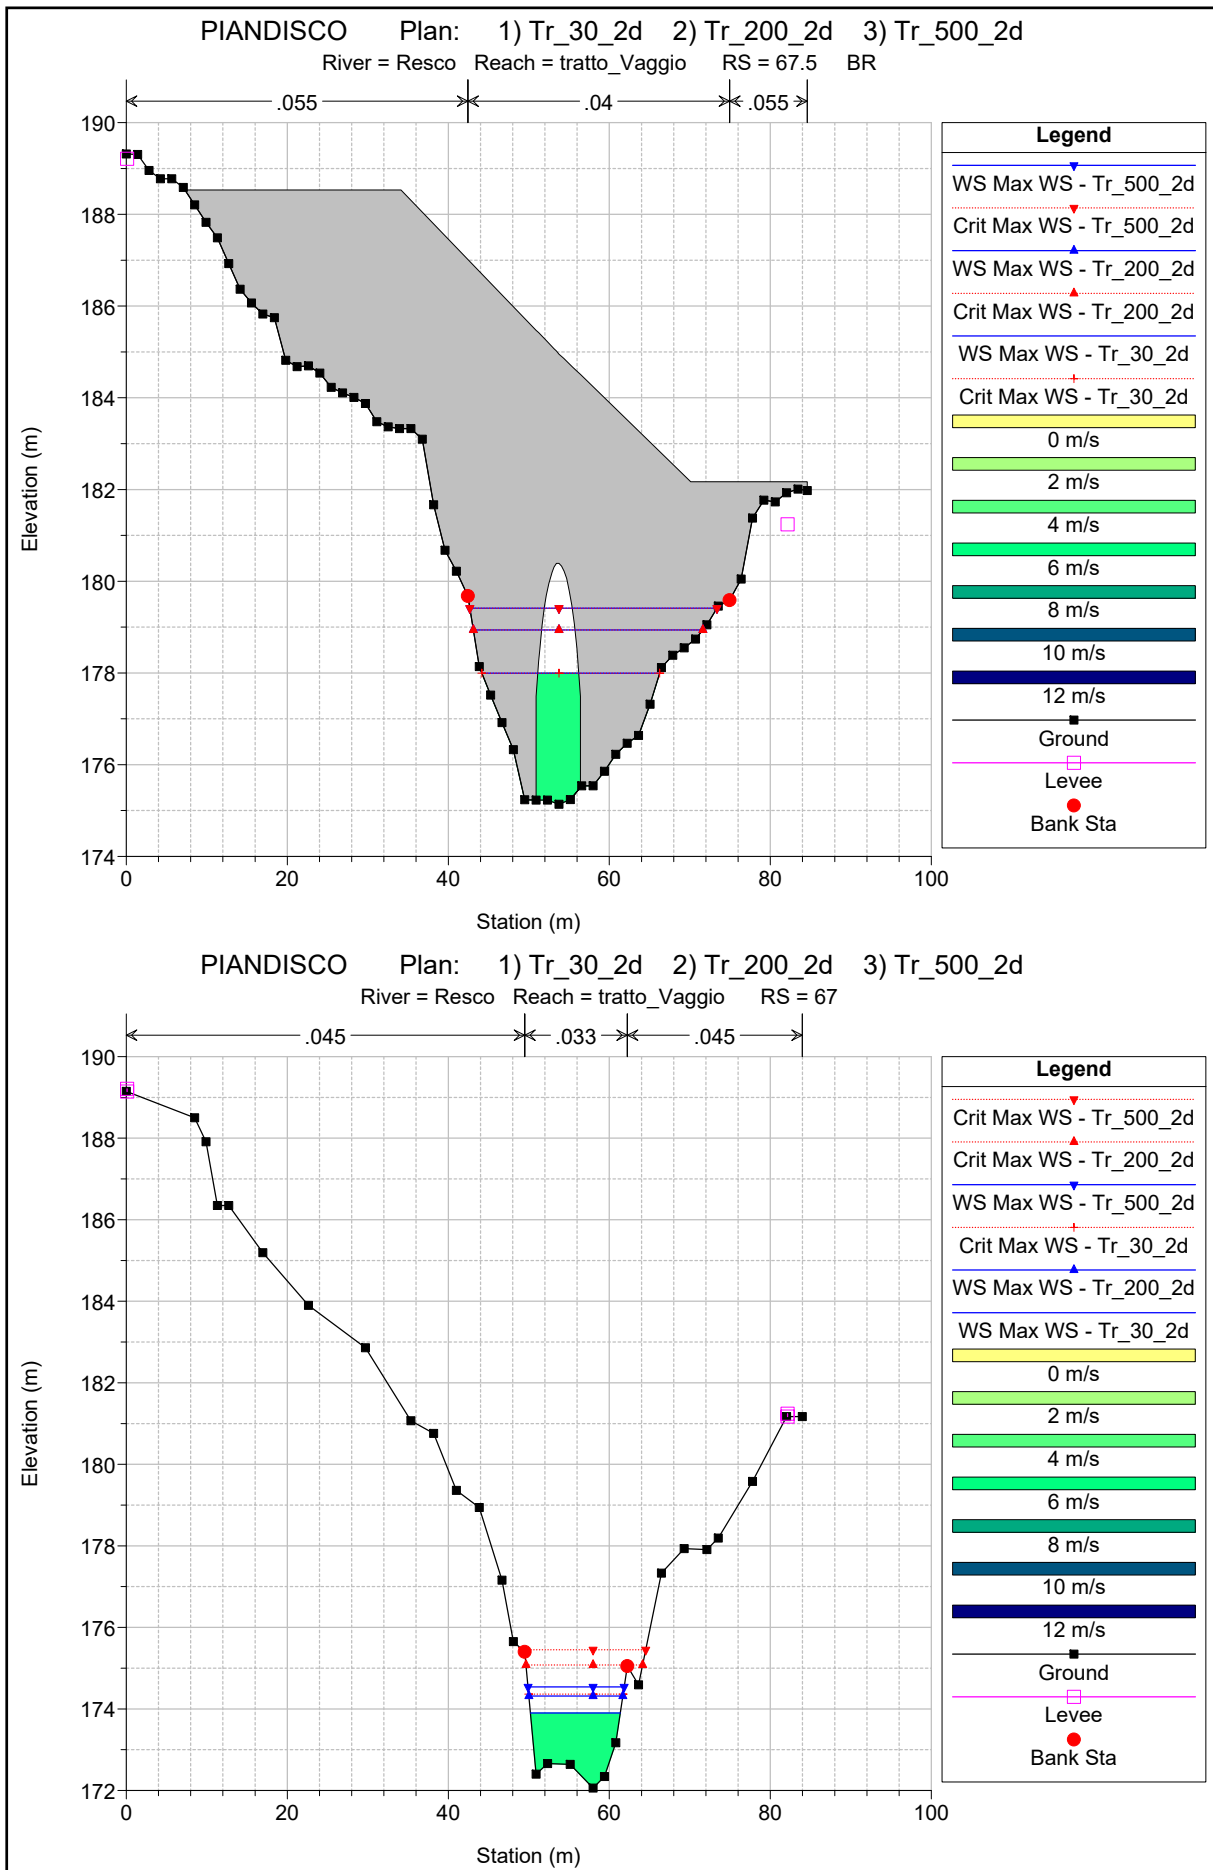 PIANDISCO Plan: 1) Tr_30_2d 2) Tr_200_2d 3) Tr_500_2d
River = Resco Reach = tratto_Vaggio RS = 67.5 BR
.055 .04 .055
190
188
186
184
182
180
178
176
174
0 20 40 60 80 100
Elevation (m)
Station (m)
Legend
WS Max WS - Tr_500_2d
Crit Max WS - Tr_500_2d
WS Max WS - Tr_200_2d
Crit Max WS - Tr_200_2d
WS Max WS - Tr_30_2d
Crit Max WS - Tr_30_2d
0 m/s
2 m/s
4 m/s
6 m/s
8 m/s
10 m/s
12 m/s
Ground
Levee
Bank Sta
PIANDISCO Plan: 1) Tr_30_2d 2) Tr_200_2d 3) Tr_500_2d
River = Resco Reach = tratto_Vaggio RS = 67
.045 .033 .045
190
188
186
184
182
180
178
176
174
172
0 20 40 60 80 100
Elevation (m)
Station (m)
Legend
Crit Max WS - Tr_500_2d
Crit Max WS - Tr_200_2d
WS Max WS - Tr_500_2d
Crit Max WS - Tr_30_2d
WS Max WS - Tr_200_2d
WS Max WS - Tr_30_2d
0 m/s
2 m/s
4 m/s
6 m/s
8 m/s
10 m/s
12 m/s
Ground
Levee
Bank Sta